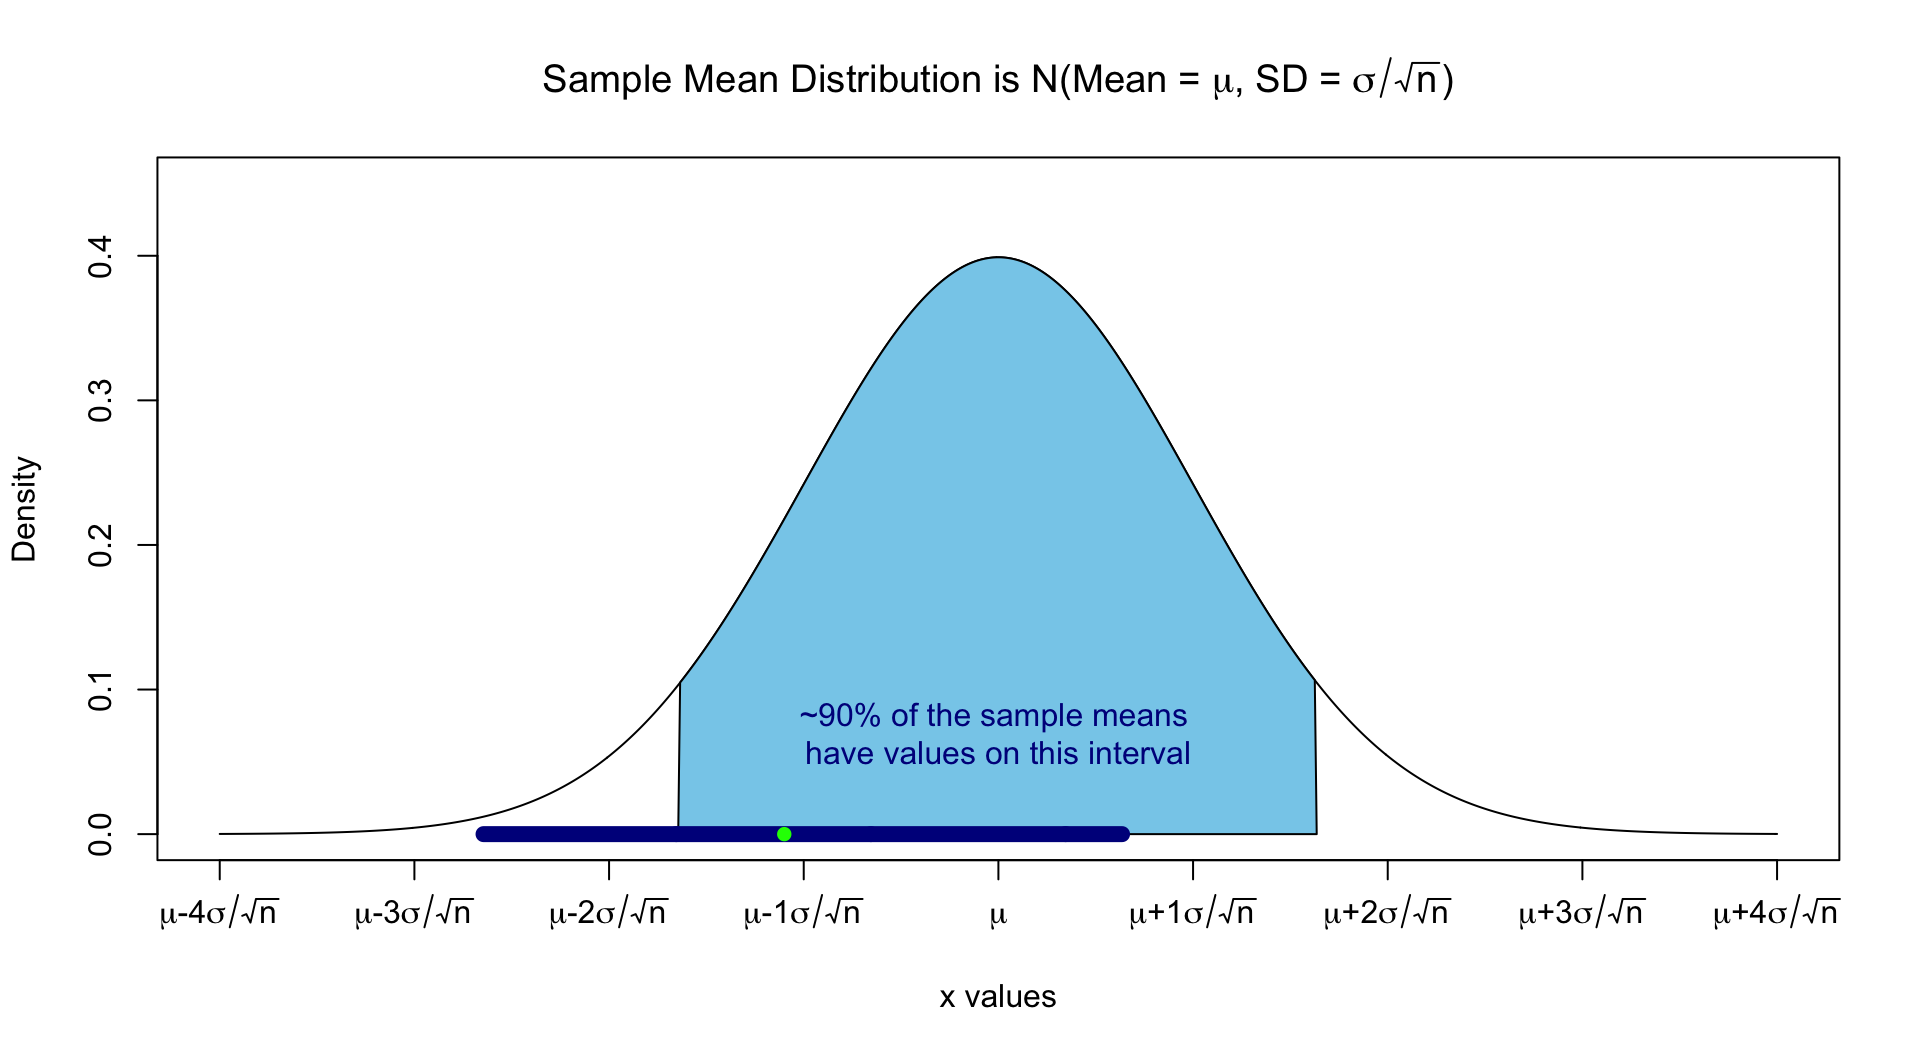 Sample Mean Distribution is N(Mean = μ, SD = σ/√n)
Density
0.4
0.3
0.2
0.1
0.0
~90% of the sample means
have values on this interval
μ-4σ/√n μ-3σ/√n μ-2σ/√n μ-1σ/√n μ μ+1σ/√n μ+2σ/√n μ+3σ/√n μ+4σ/√n
x values